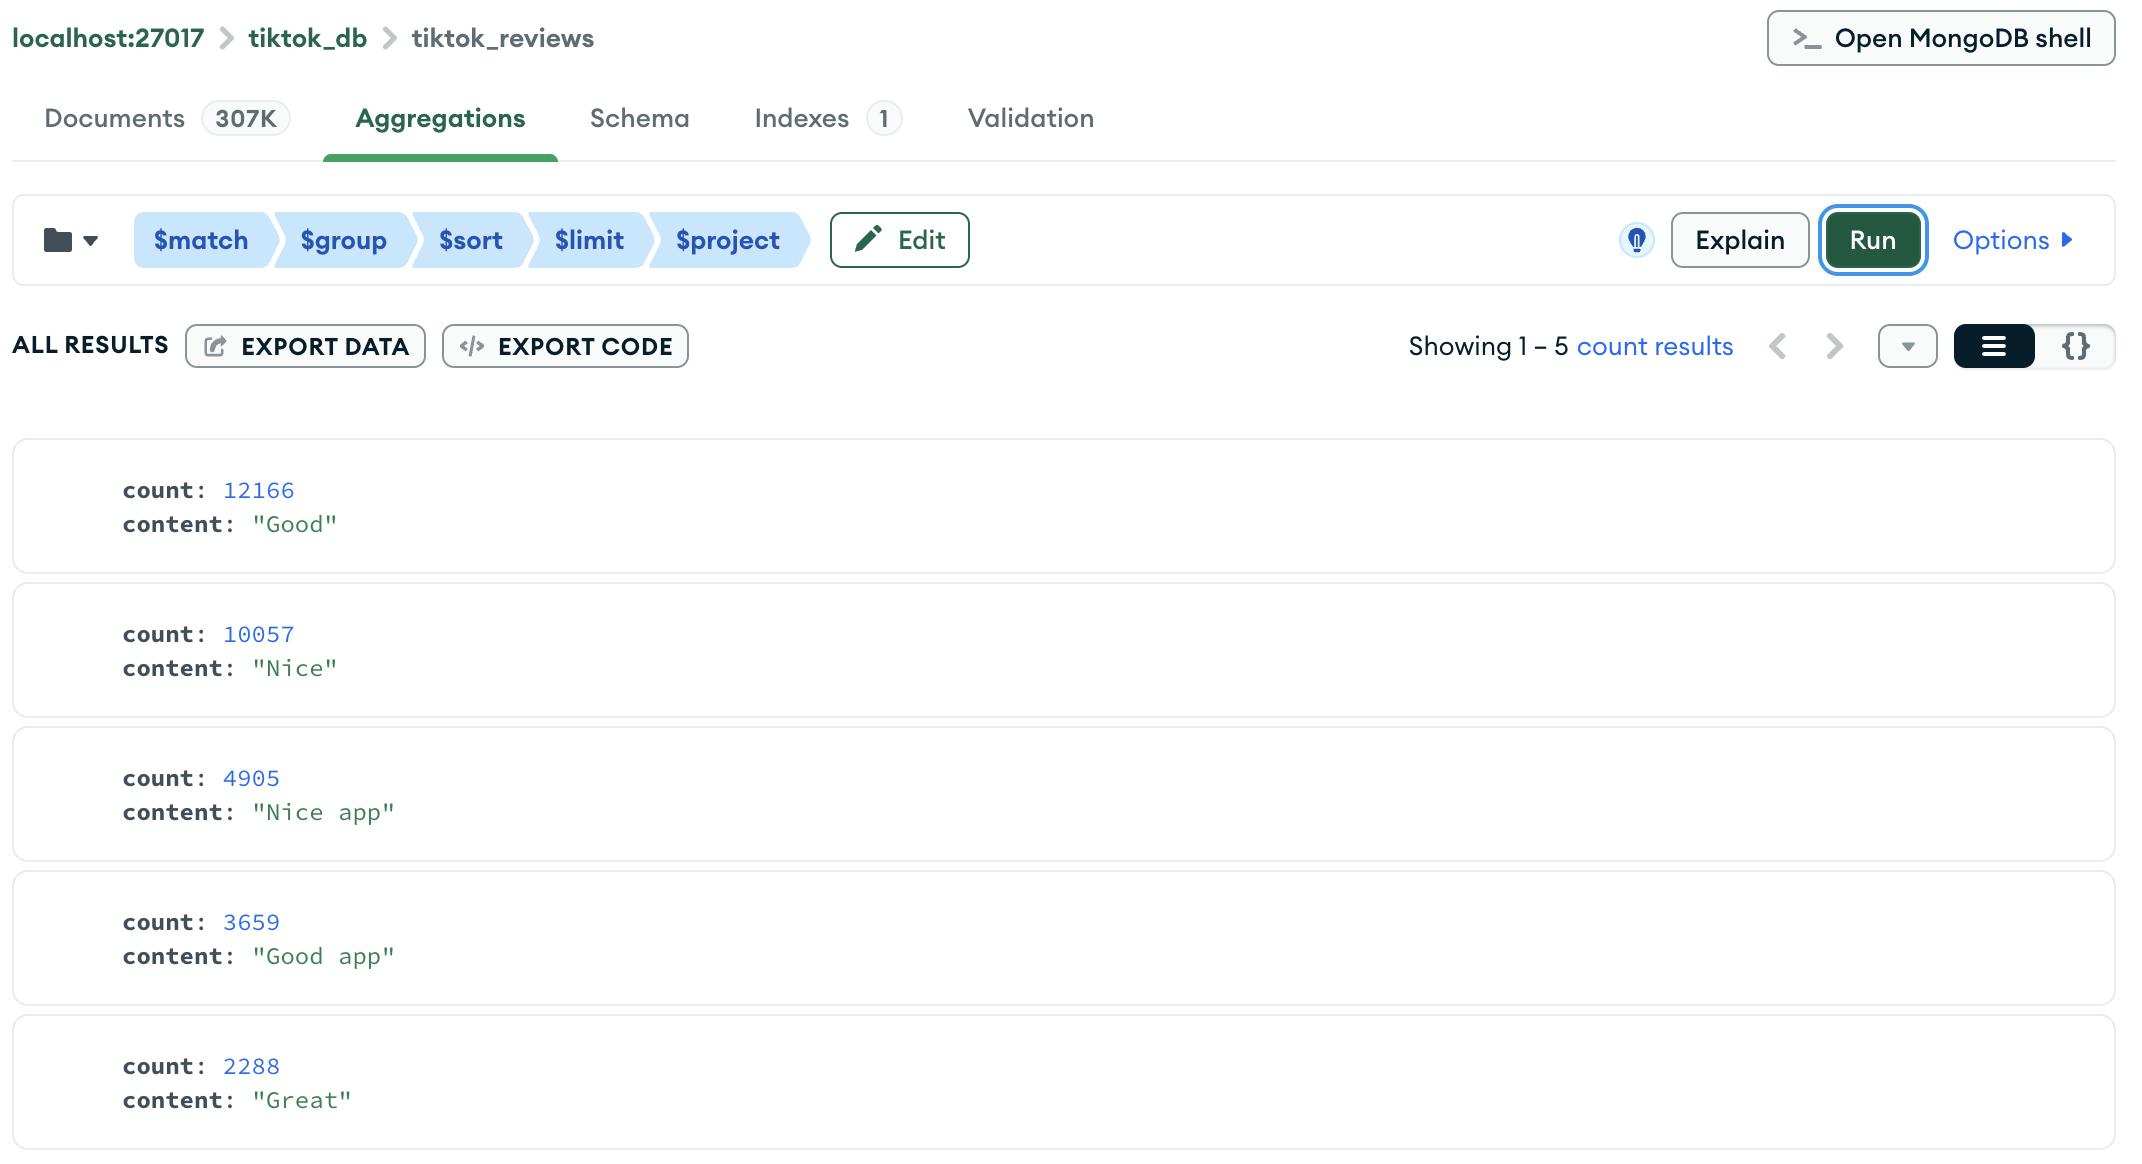 localhost:27017 > tiktok_db > tiktok_reviews
>_ Open MongoDB shell
Documents 307K Aggregations Schema Indexes 1 Validation
$match $group $sort $limit $project Edit Explain Run Options
ALL RESULTS EXPORT DATA </> EXPORT CODE Showing 1 – 5 count results {}
count: 12166
content: "Good"
count: 10057
content: "Nice"
count: 4905
content: "Nice app"
count: 3659
content: "Good app"
count: 2288
content: "Great"